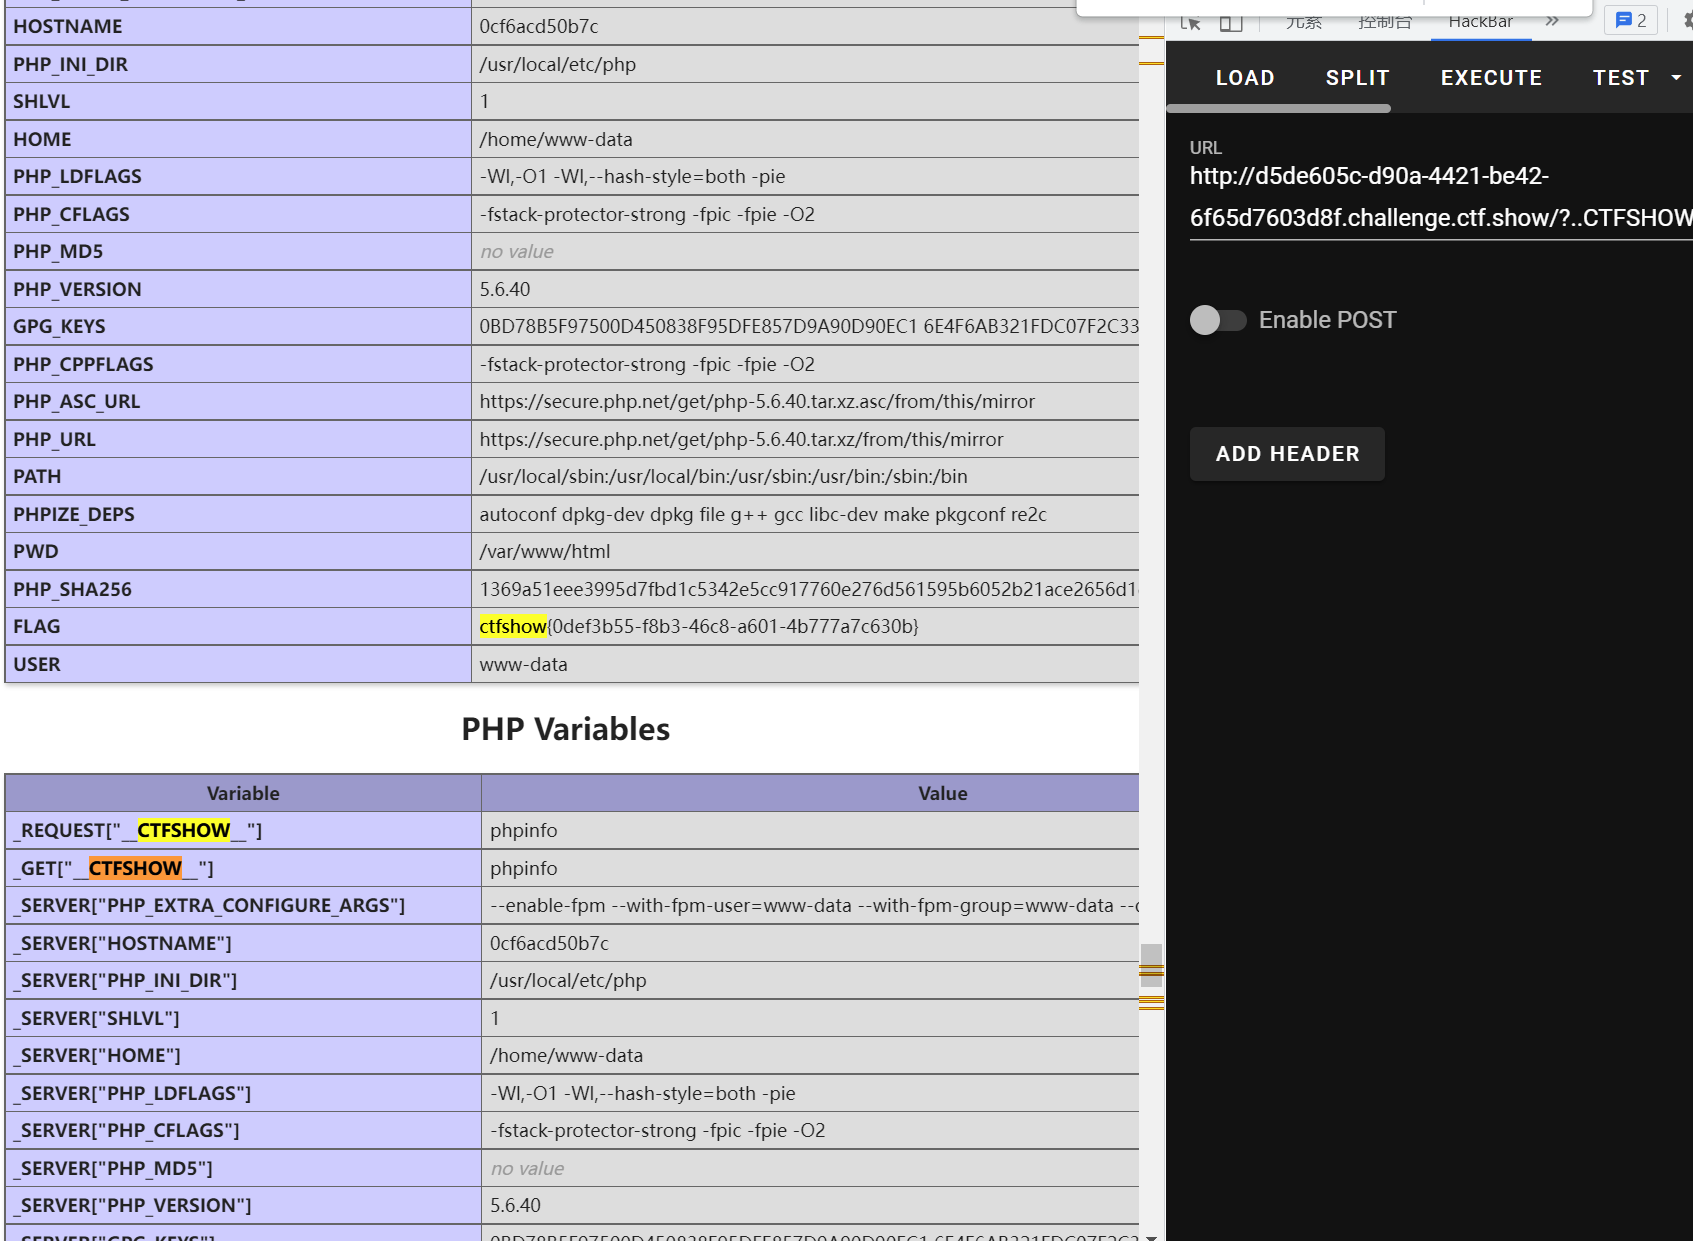 HOSTNAME 0cf6acd50b7c
PHP_INI_DIR /usr/local/etc/php
SHLVL 1
HOME /home/www-data
PHP_LDFLAGS -Wl,-O1 -Wl,--hash-style=both -pie
PHP_CFLAGS -fstack-protector-strong -fpic -fpie -O2
PHP_MD5 no value
PHP_VERSION 5.6.40
GPG_KEYS 0BD78B5F97500D450838F95DFE857D9A90D90EC1 6E4F6AB321FDC07F2C33
PHP_CPPFLAGS -fstack-protector-strong -fpic -fpie -O2
PHP_ASC_URL https://secure.php.net/get/php-5.6.40.tar.xz.asc/from/this/mirror
PHP_URL https://secure.php.net/get/php-5.6.40.tar.xz/from/this/mirror
PATH /usr/local/sbin:/usr/local/bin:/usr/sbin:/usr/bin:/sbin:/bin
PHPIZE_DEPS autoconf dpkg-dev dpkg file g++ gcc libc-dev make pkgconf re2c
PWD /var/www/html
PHP_SHA256 1369a51eee3995d7fbd1c5342e5cc917760e276d561595b6052b21ace2656d1
FLAG ctfshow{0def3b55-f8b3-46c8-a601-4b777a7c630b}
USER www-data
PHP Variables
Variable Value
_REQUEST["__CTFSHOW__"] phpinfo
_GET["__CTFSHOW__"] phpinfo
_SERVER["PHP_EXTRA_CONFIGURE_ARGS"] --enable-fpm --with-fpm-user=www-data --with-fpm-group=www-data --
_SERVER["HOSTNAME"] 0cf6acd50b7c
_SERVER["PHP_INI_DIR"] /usr/local/etc/php
_SERVER["SHLVL"] 1
_SERVER["HOME"] /home/www-data
_SERVER["PHP_LDFLAGS"] -Wl,-O1 -Wl,--hash-style=both -pie
_SERVER["PHP_CFLAGS"] -fstack-protector-strong -fpic -fpie -O2
_SERVER["PHP_MD5"] no value
_SERVER["PHP_VERSION"] 5.6.40
元素 控制台 HackBar » 2
LOAD SPLIT EXECUTE TEST
URL
http://d5de605c-d90a-4421-be42-
6f65d7603d8f.challenge.ctf.show/?..CTFSHOW
Enable POST
ADD HEADER